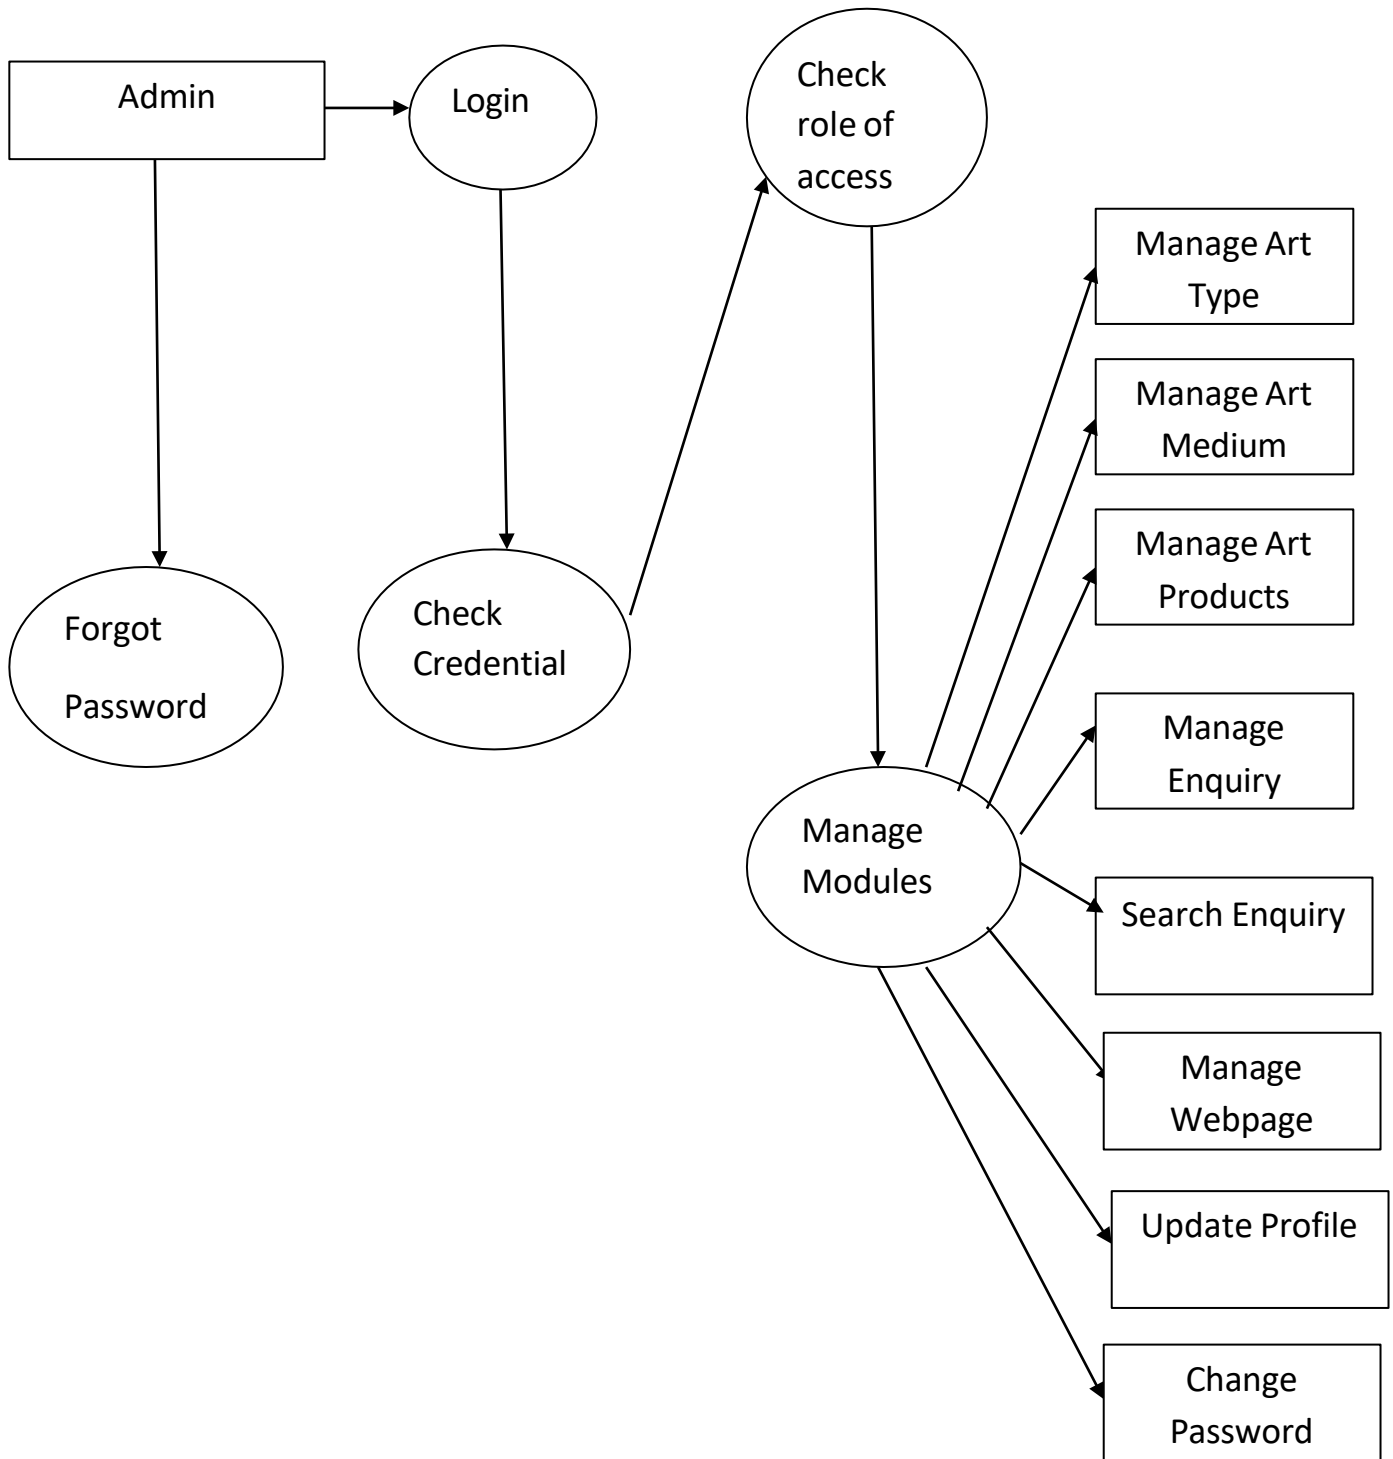 Admin
Login
Check
role of
access
Manage Art
Type
Manage Art
Medium
Manage Art
Products
Forgot
Password
Check
Credential
Manage
Enquiry
Manage
Modules
Search Enquiry
Manage
Webpage
Update Profile
Change
Password